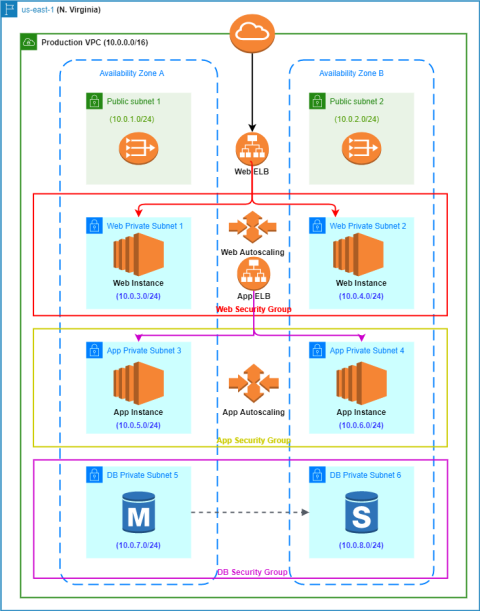 us-east-1 (N. Virginia)
Production VPC (10.0.0.0/16)
Availability Zone A
Availability Zone B
Public subnet 1
(10.0.1.0/24)
Public subnet 2
(10.0.2.0/24)
Web ELB
Web Private Subnet 1
Web Instance
(10.0.3.0/24)
Web Autoscaling
App ELB
Web Private Subnet 2
Web Instance
(10.0.4.0/24)
Web Security Group
App Private Subnet 3
App Instance
(10.0.5.0/24)
App Autoscaling
App Private Subnet 4
App Instance
(10.0.6.0/24)
App Security Group
DB Private Subnet 5
M
(10.0.7.0/24)
DB Private Subnet 6
S
(10.0.8.0/24)
DB Security Group